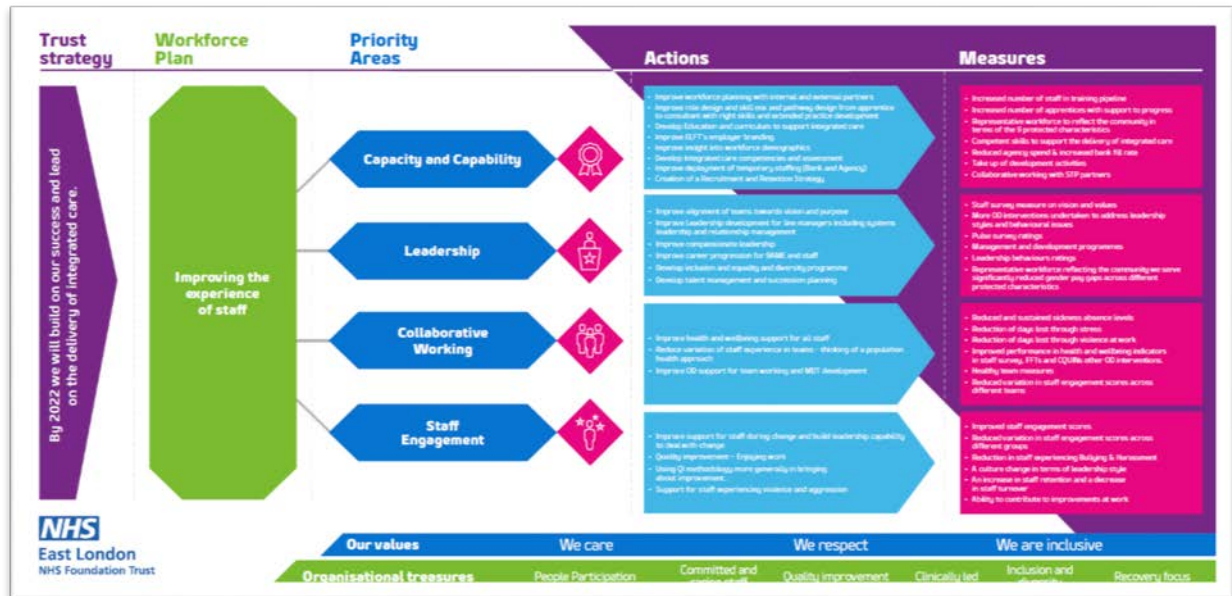 Trust
strategy
Workforce
Plan
Priority
Areas
Actions
Measures
By 2022 we will build on our success and lead
on the delivery of integrated care.
Improving the
experience
of staff
Capacity and Capability
• Improve workforce planning with internal and external partners
• Improve role design and skill mix and pathway design from apprentice
to consultant with right skills and extended practice development
• Develop Education and curriculum to support integrated care
• Improve ELFT's employer branding
• Improve insight into workforce demographics
• Develop integrated care competencies and assessment
• Improve deployment of temporary staffing (Bank and Agency)
• Creation of a Recruitment and Retention Strategy
• Increased number of staff in training pipeline
• Increased number of apprentices with support to progress
• Representative workforce to reflect the community in
terms of the 9 protected characteristics
• Competent skills to support the delivery of integrated care
• Reduced agency spend & increased bank fill rate
• Take up of development activities
• Collaborative working with STP partners
Leadership
• Improve alignment of teams towards vision and purpose
• Improve Leadership development for line managers including systems
leadership and relationship management
• Improve compassionate leadership
• Improve career progression for BAME and staff
• Develop inclusion and equality and diversity programme
• Develop talent management and succession planning
• Staff survey measure on vision and values
• More OD interventions undertaken to address leadership
styles and behavioural issues
• Pulse survey ratings
• Management and development programmes
• Leadership behaviours ratings
• Representative workforce reflecting the community we serve
significantly reduced gender pay gaps across different
protected characteristics
Collaborative
Working
• Improve health and wellbeing support for all staff
• Reduce variation of staff experience in teams - thinking of a population
health approach
• Improve OD support for team working and MDT development
• Reduced and sustained sickness absence levels
• Reduction of days lost through stress
• Reduction of days lost through violence at work
• Improved performance in health and wellbeing indicators
in staff survey, FFTs and CQUINs other OD interventions.
• Healthy team measures
• Reduced variation in staff engagement scores across
different teams
Staff
Engagement
• Improve support for staff during change and build leadership capability
to deal with change
• Quality improvement – Enjoying work
• Using QI methodology more generally in bringing
about improvement.
• Support for staff experiencing violence and aggression
• Improved staff engagement scores
• Reduced variation in staff engagement scores across
different groups
• Reduction in staff experiencing Bullying & Harassment
• A culture change in terms of leadership style
• An increase in staff retention and a decrease
in staff turnover
• Ability to contribute to improvements at work
NHS
East London
NHS Foundation Trust
Our values We care We respect We are inclusive
Organisational treasures People Participation Committed and caring staff Quality improvement Clinically led Inclusion and diversity Recovery focus